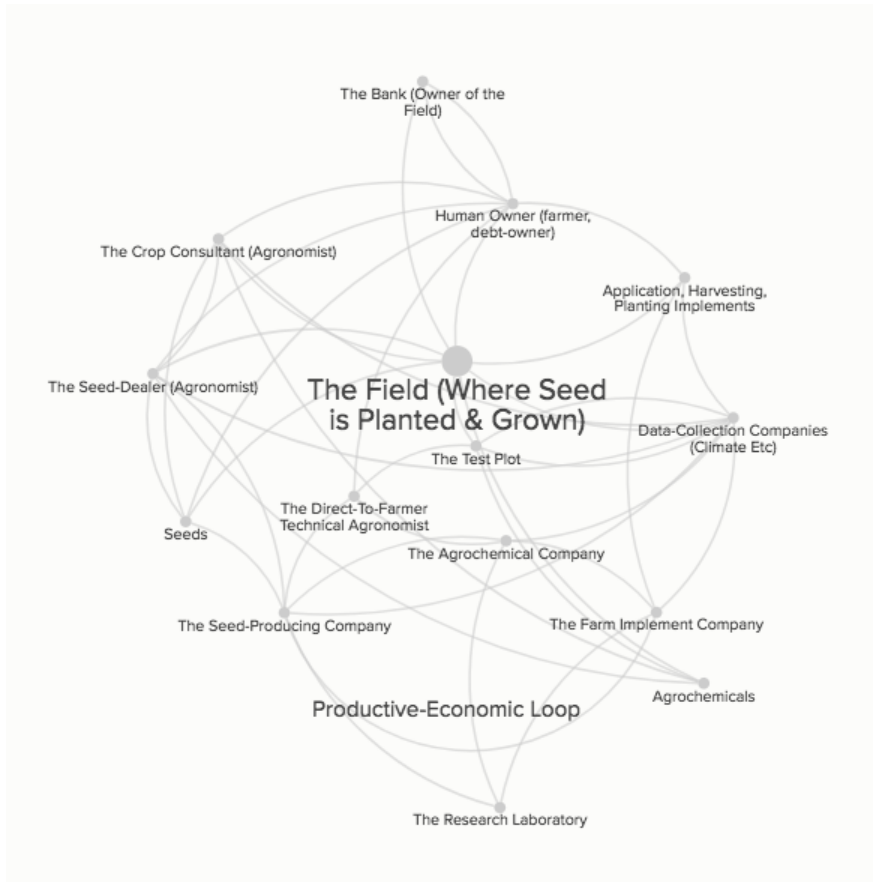 The Bank (Owner of the
Field)
Human Owner (farmer,
debt-owner)
The Crop Consultant (Agronomist)
Application, Harvesting,
Planting Implements
The Seed-Dealer (Agronomist)
The Field (Where Seed
is Planted & Grown)
Data-Collection Companies
(Climate Etc)
The Test Plot
The Direct-To-Farmer
Technical Agronomist
Seeds
The Agrochemical Company
The Seed-Producing Company
The Farm Implement Company
Agrochemicals
Productive-Economic Loop
The Research Laboratory